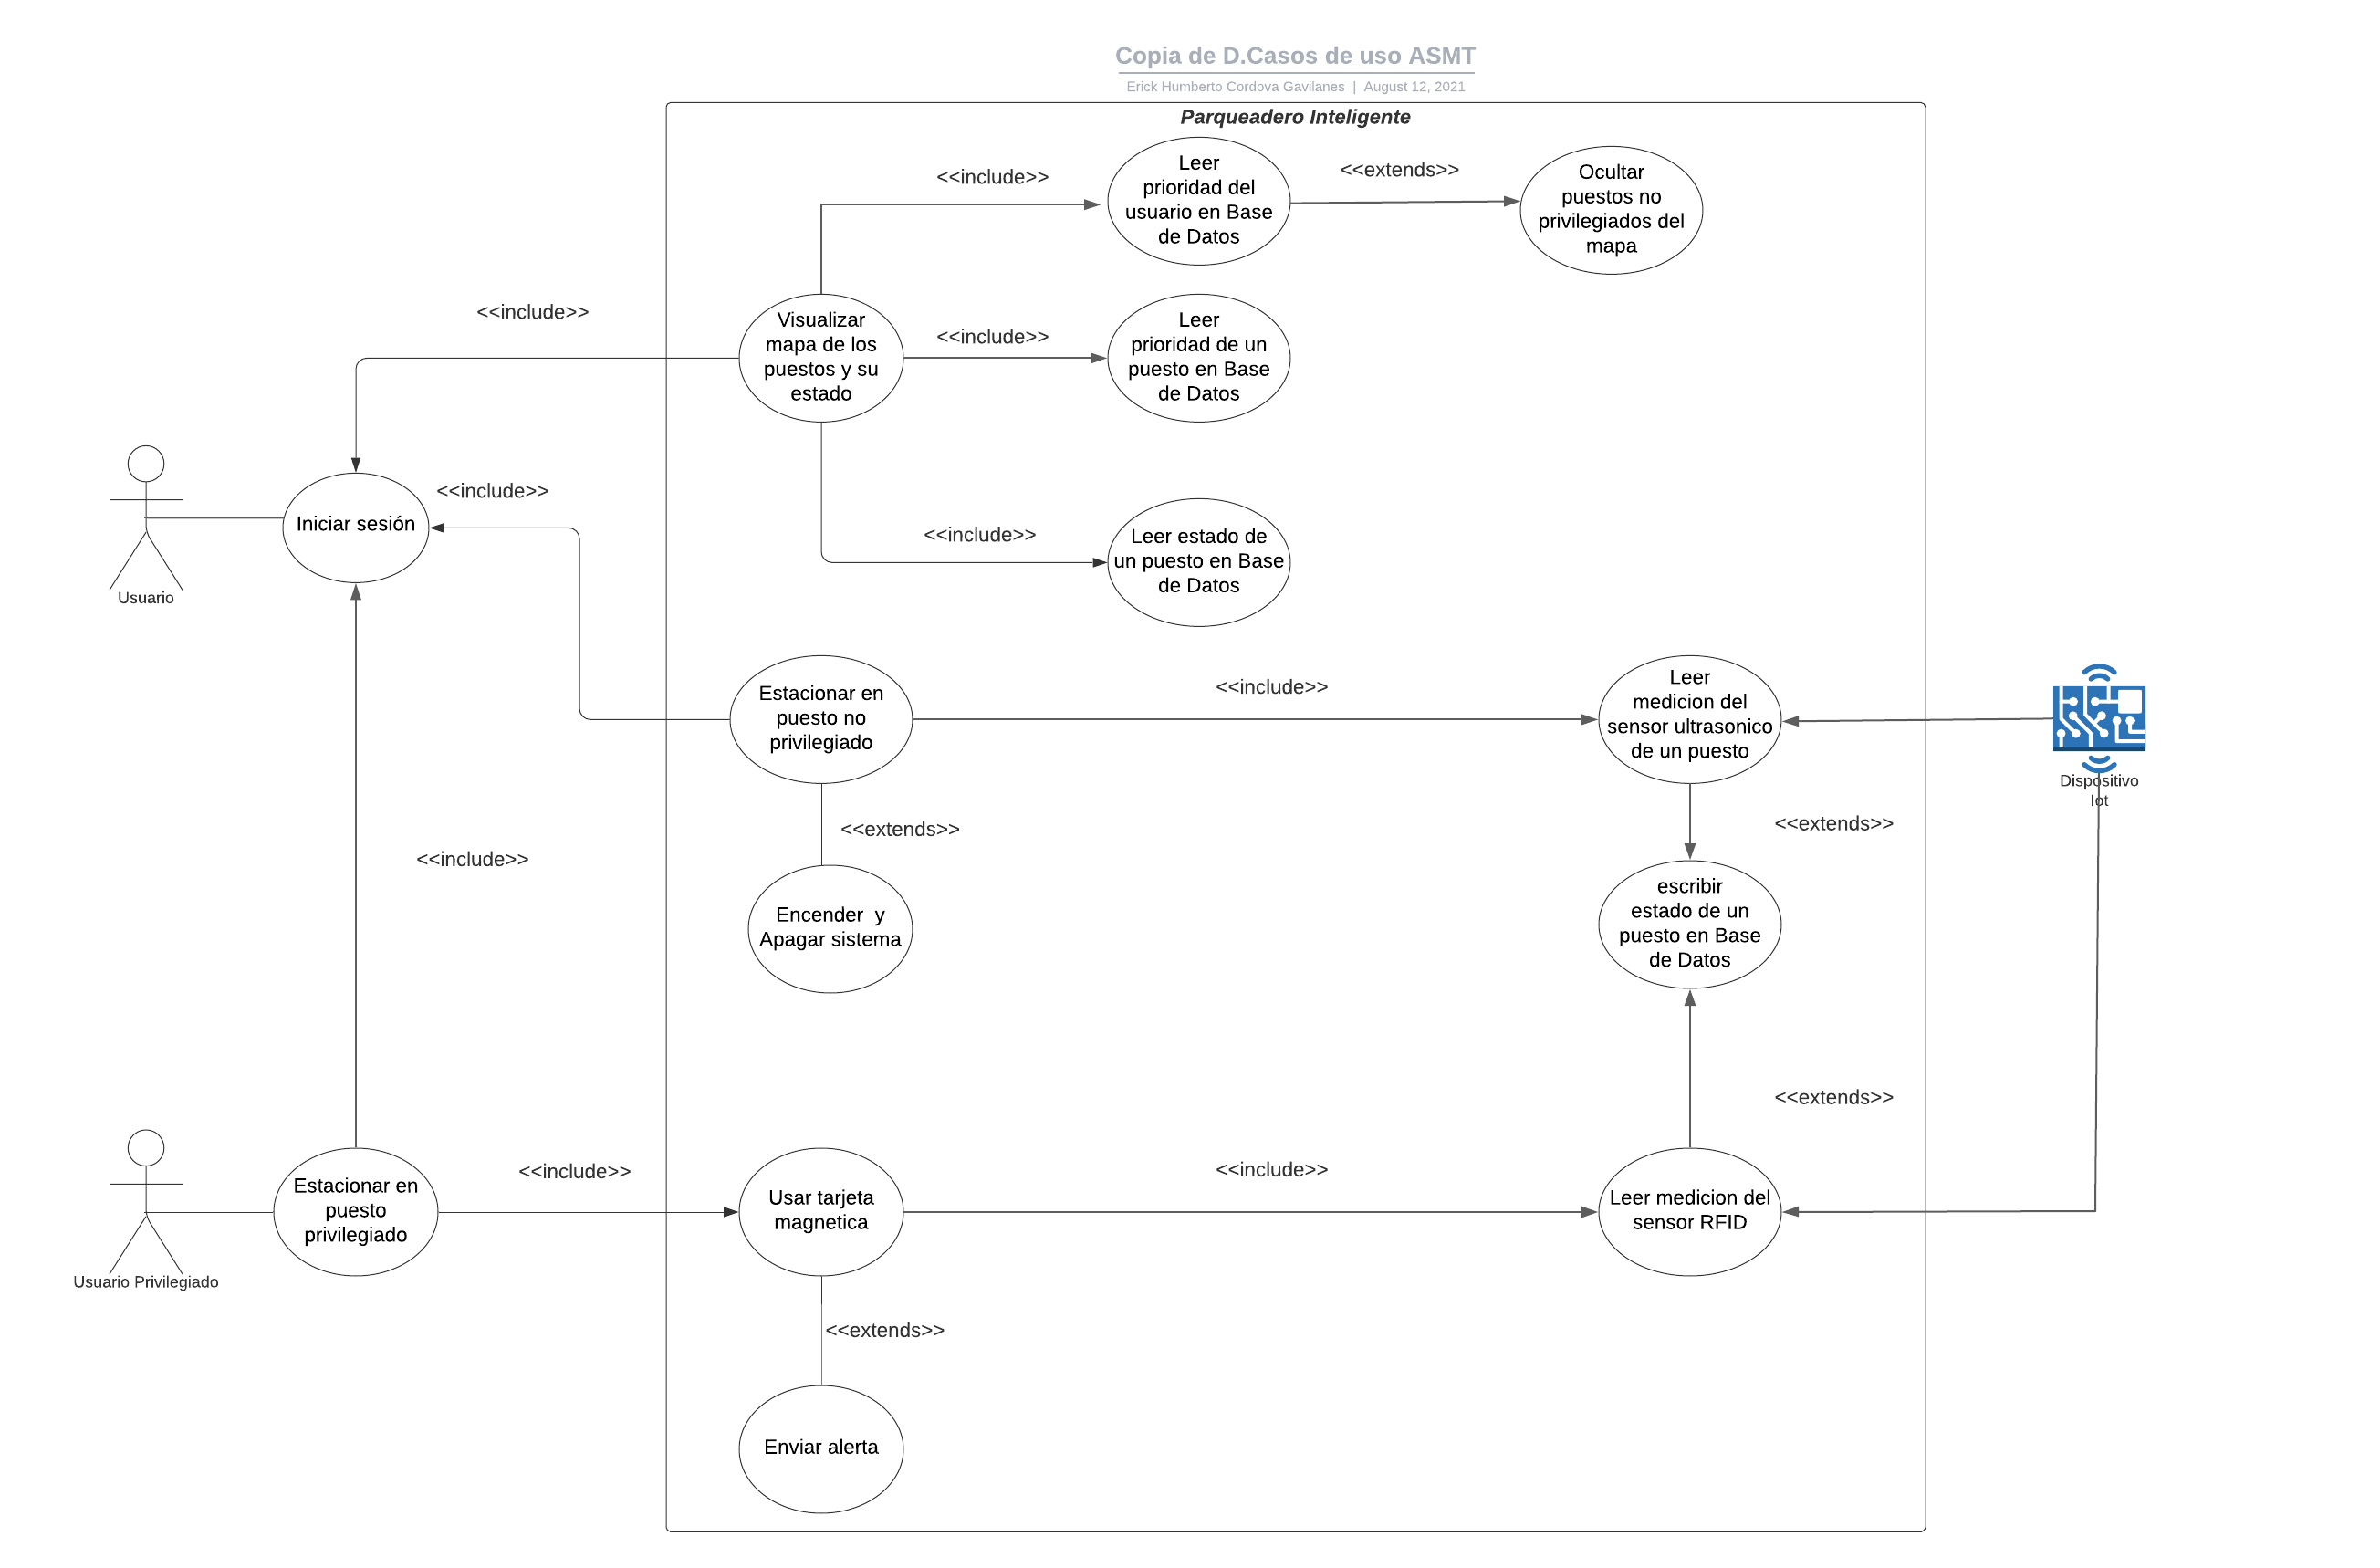 Copia de D.Casos de uso ASMT
Erick Humberto Cordova Gavilanes | August 12, 2021
Parqueadero Inteligente
<<include>>
Leer
prioridad del
usuario en Base
de Datos
<<extends>>
Ocultar
puestos no
privilegiados del
mapa
<<include>>
Visualizar
mapa de los
puestos y su
estado
<<include>>
Leer
prioridad de un
puesto en Base
de Datos
Usuario
Iniciar sesión
<<include>>
<<include>>
Leer estado de
un puesto en Base
de Datos
Estacionar en
puesto no
privilegiado
<<include>>
Leer
medicion del
sensor ultrasonico
de un puesto
Dispositivo
Iot
<<include>>
<<extends>>
<<extends>>
Encender  y
Apagar sistema
escribir
estado de un
puesto en Base
de Datos
<<extends>>
Usuario Privilegiado
Estacionar en
puesto
privilegiado
<<include>>
Usar tarjeta
magnetica
<<include>>
Leer medicion del
sensor RFID
<<extends>>
Enviar alerta